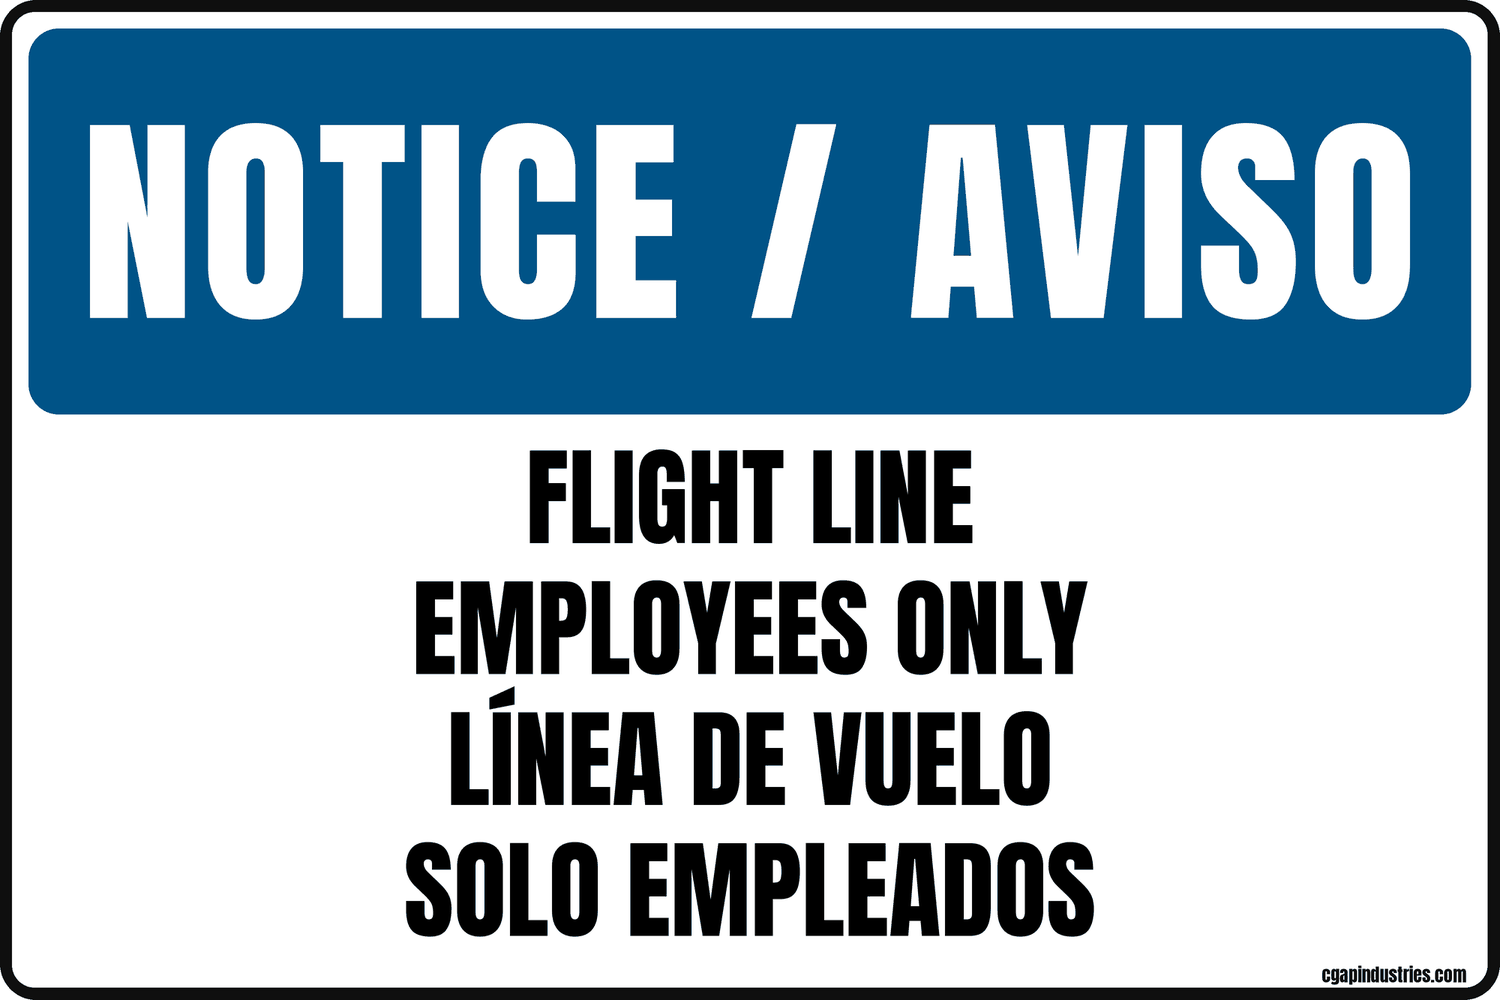 NOTICE / AVISO
FLIGHT LINE
EMPLOYEES ONLY
LÍNEA DE VUELO
SOLO EMPLEADOS
cgapindustries.com